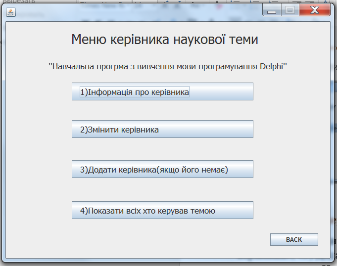 Меню керівника наукової теми
"Навчальна прогрма з вивчення мови програмування Delphi"
1)Інформація про керівника
2)Змінити керівника
3)Додати керівника(якщо його немає)
4)Показати всіх хто керував темою
BACK